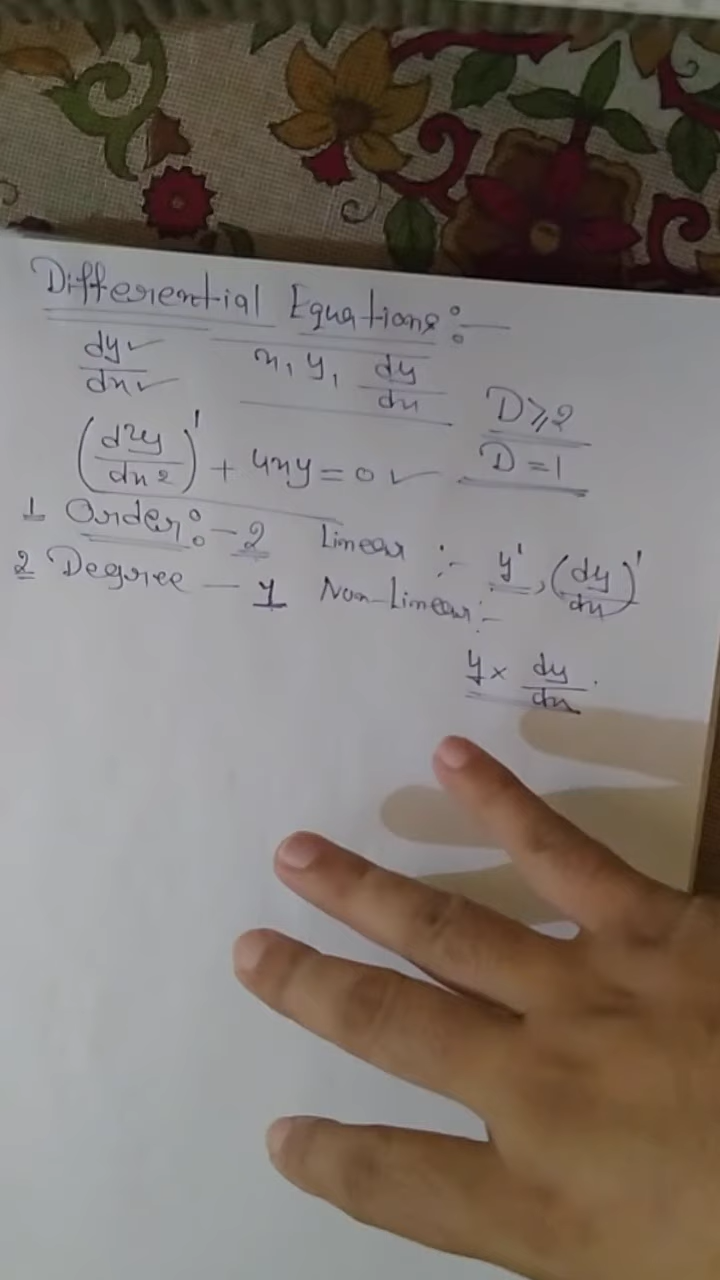 Differential Equations:-
dy/dx x, y, dy/dx D⩾2
(d²y/dx²)¹ + 4xy = 0 D = 1
1 Order:- 2 Linear :- y¹, (dy/dx)¹
2 Degree - 1 Non-Linear:-
y × dy/dx.